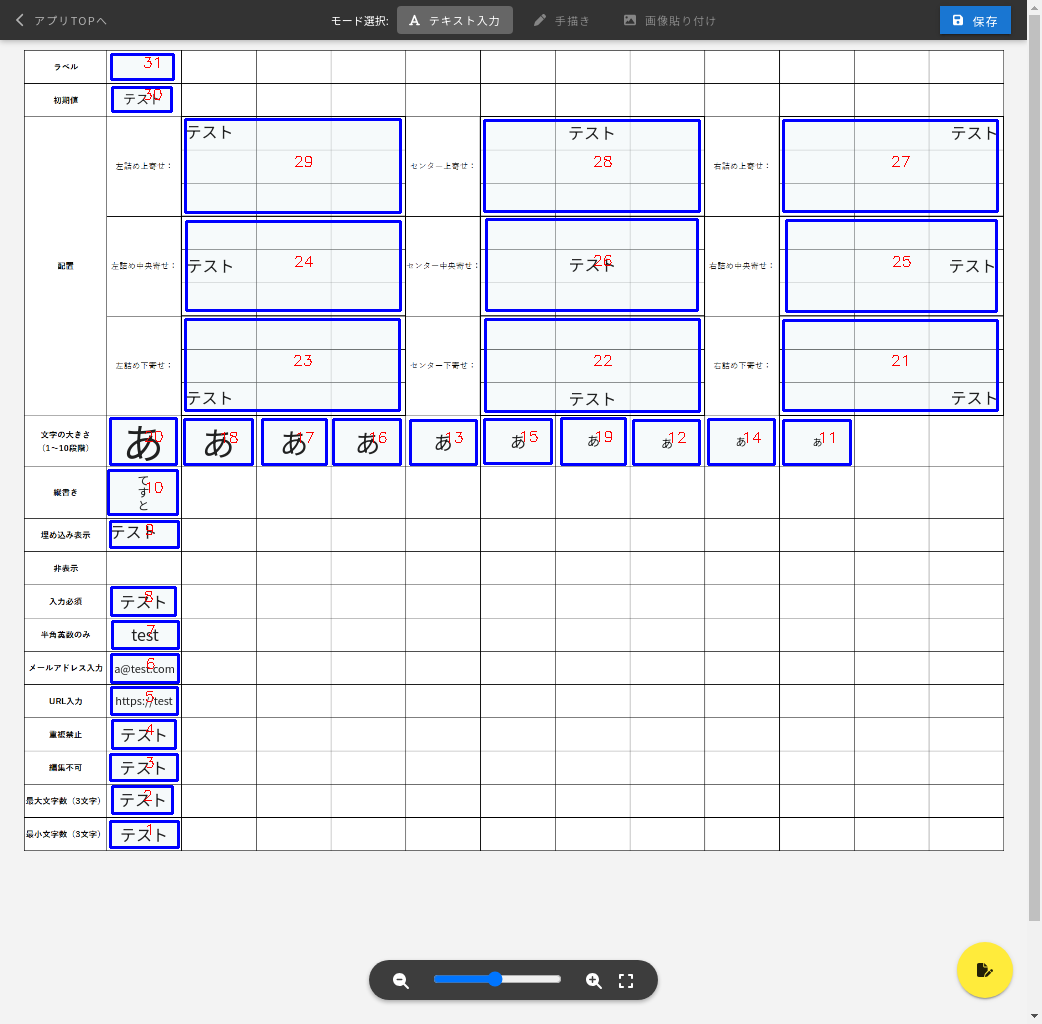 アプリTOPへ
モード選択: テキスト入力 手描き 画像貼り付け 保存
ラベル 31
初期値 テスト 30
配置
左詰め上寄せ: テスト 29 センター上寄せ: テスト 28 右詰め上寄せ: テスト 27
左詰め中央寄せ: テスト 24 センター中央寄せ: テスト 26 右詰め中央寄せ: テスト 25
左詰め下寄せ: テスト 23 センター下寄せ: テスト 22 右詰め下寄せ: テスト 21
文字の大きさ
(1〜10段階)
あ 20 あ 18 あ 17 あ 16 あ 13 あ 15 あ 19 あ 12 あ 14 あ 11
縦書き てすと 10
埋め込み表示 テスト 9
非表示
入力必須 テスト 8
半角英数のみ test 7
メールアドレス入力 a@test.com 6
URL入力 https://test 5
重複禁止 テスト 4
編集不可 テスト 3
最大文字数(3文字) テスト 2
最小文字数(3文字) テスト 1